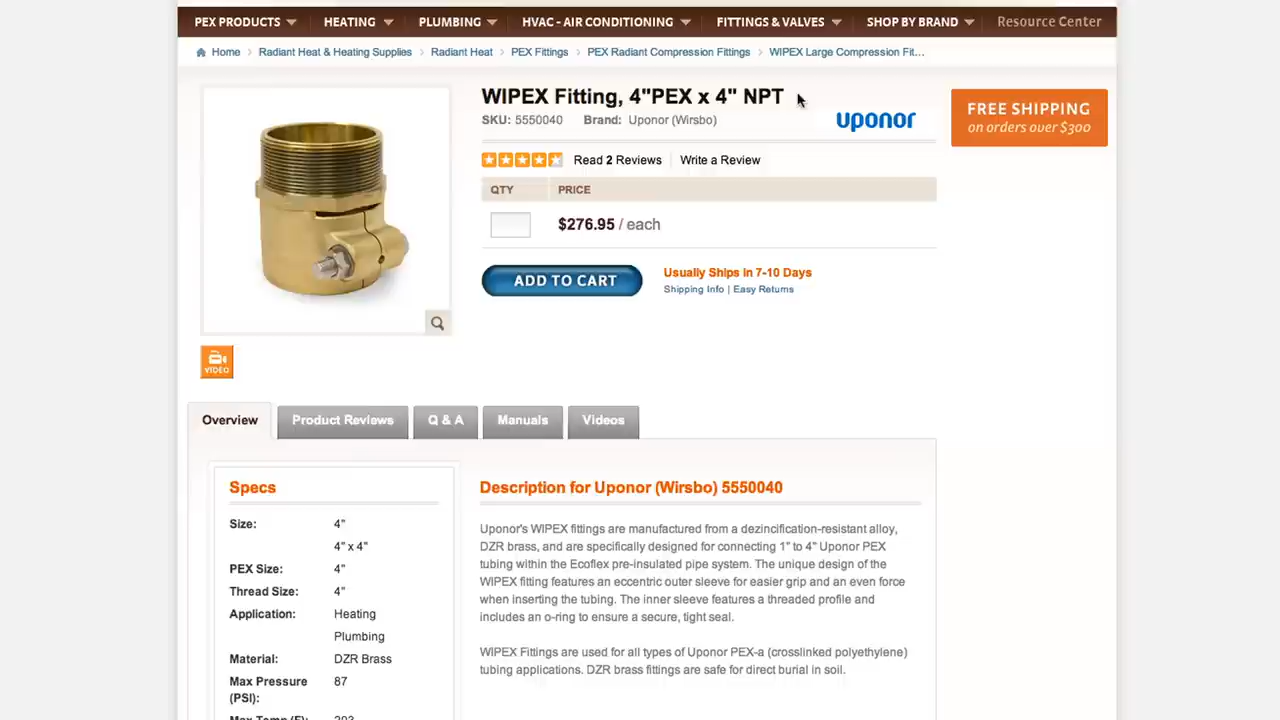 PEX PRODUCTS HEATING PLUMBING HVAC - AIR CONDITIONING FITTINGS & VALVES SHOP BY BRAND Resource Center
Home Radiant Heat & Heating Supplies Radiant Heat PEX Fittings PEX Radiant Compression Fittings WIPEX Large Compression Fit...
WIPEX Fitting, 4"PEX x 4" NPT
SKU: 5550040 Brand: Uponor (Wirsbo)
uponor
FREE SHIPPING
on orders over $300
Read 2 Reviews Write a Review
QTY PRICE
$276.95 / each
ADD TO CART
Usually Ships in 7-10 Days
Shipping Info | Easy Returns
VIDEO
Overview Product Reviews Q & A Manuals Videos
Specs
Size: 4"
4" x 4"
PEX Size: 4"
Thread Size: 4"
Application: Heating
Plumbing
Material: DZR Brass
Max Pressure (PSI): 87
Max Temp (F): 203
Description for Uponor (Wirsbo) 5550040
Uponor's WIPEX fittings are manufactured from a dezincification-resistant alloy,
DZR brass, and are specifically designed for connecting 1" to 4" Uponor PEX
tubing within the Ecoflex pre-insulated pipe system. The unique design of the
WIPEX fitting features an eccentric outer sleeve for easier grip and an even force
when inserting the tubing. The inner sleeve features a threaded profile and
includes an o-ring to ensure a secure, tight seal.
WIPEX Fittings are used for all types of Uponor PEX-a (crosslinked polyethylene)
tubing applications. DZR brass fittings are safe for direct burial in soil.